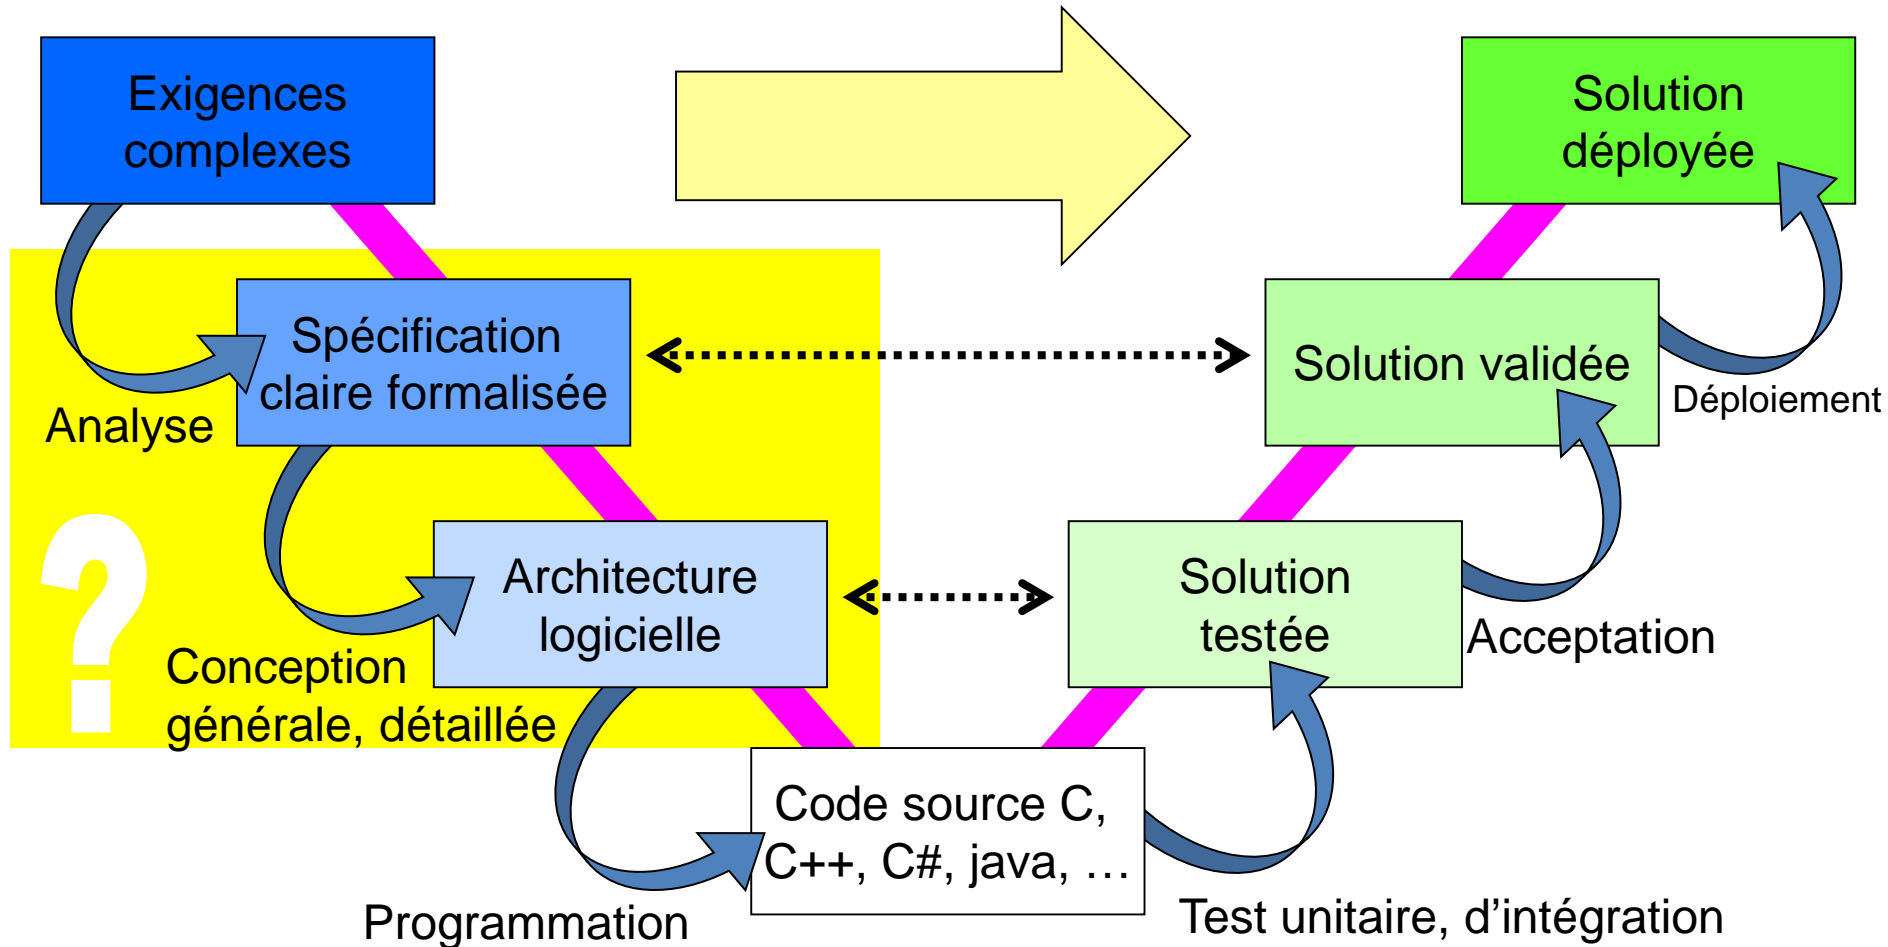 Exigences
complexes
Solution
déployée
Spécification
claire formalisée
Solution validée
Analyse
Déploiement
?
Architecture
logicielle
Solution
testée
Acceptation
Conception
générale, détaillée
Code source C,
C++, C#, java, …
Programmation
Test unitaire, d'intégration